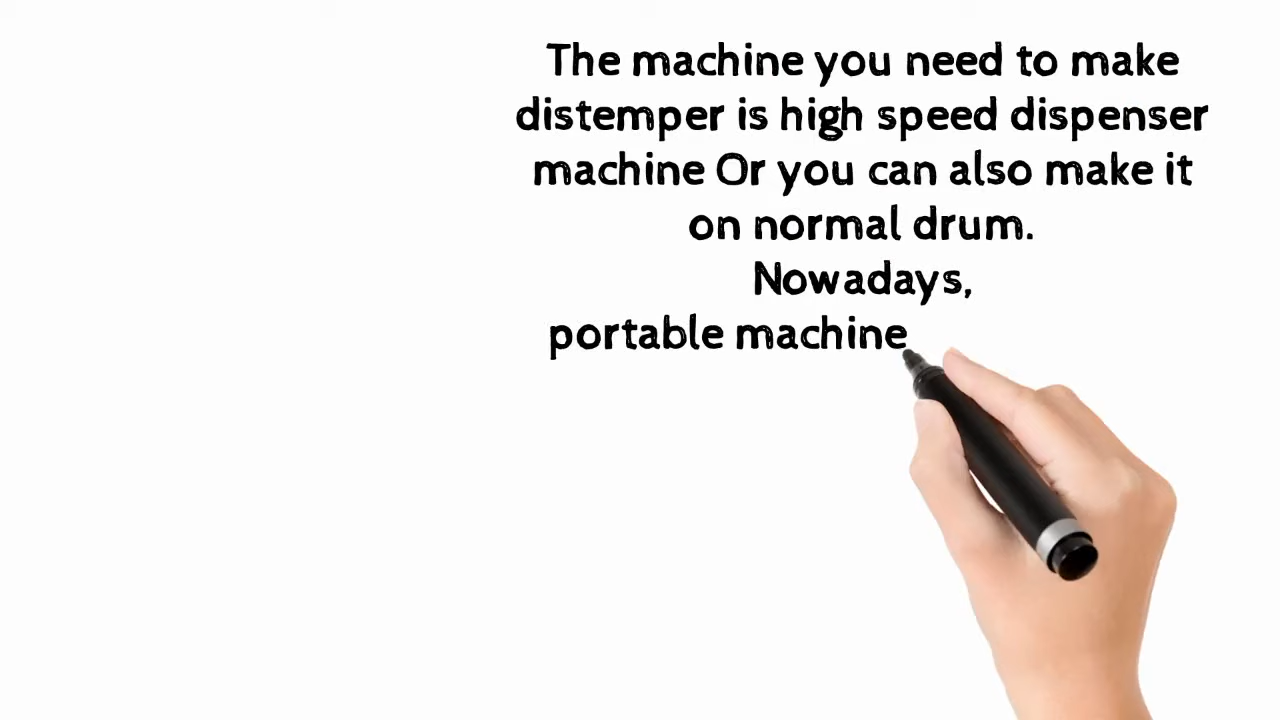 The machine you need to make
distemper is high speed dispenser
machine Or you can also make it
on normal drum.
Nowadays,
portable machine